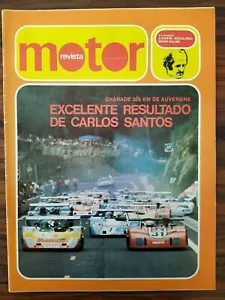 motor
revista
CHARADE 300 KM DE AUVERGNE
EXCELENTE RESULTADO
DE CARLOS SANTOS